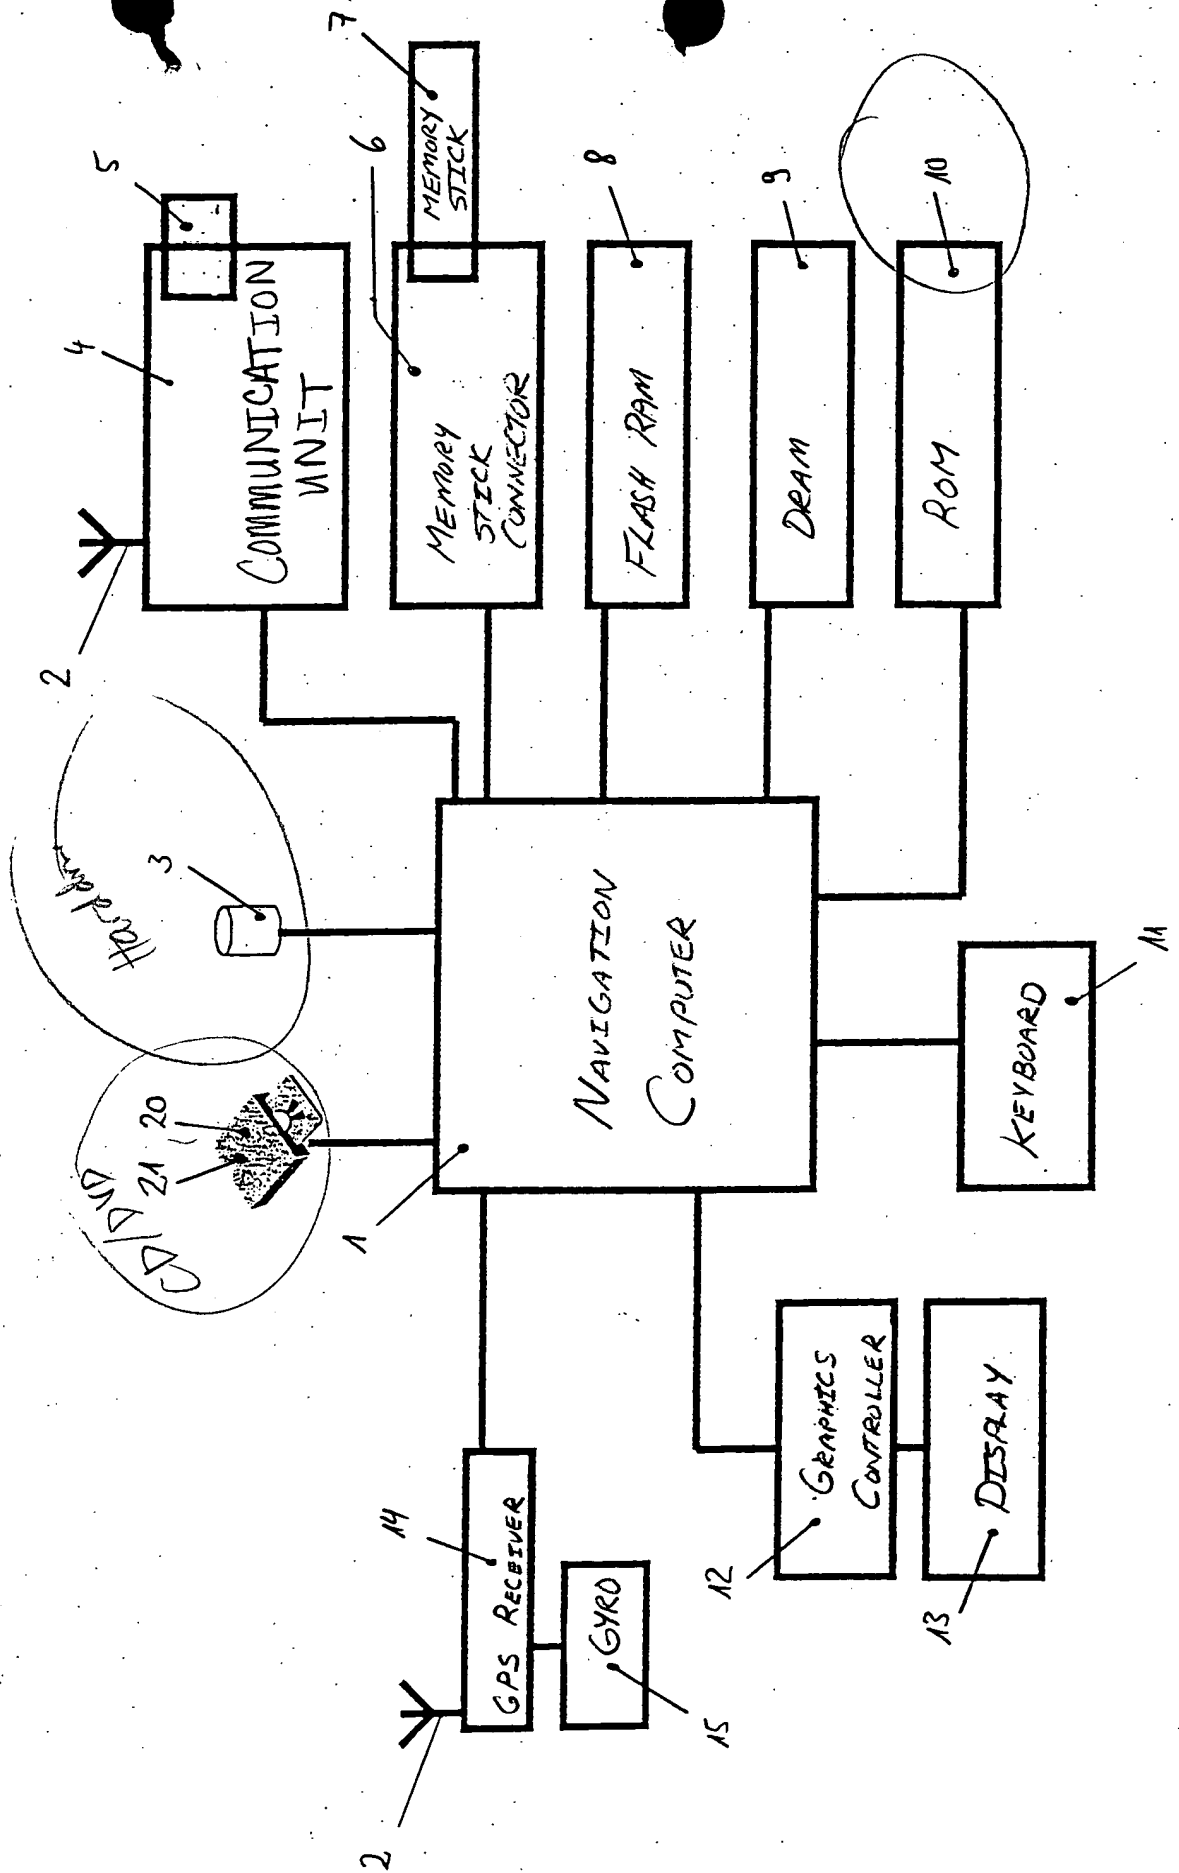 2
4
5
CD/DVD
21
20
3
COMMUNICATION
UNIT
2
14
1
6
7
MEMORY
STICK
CONNECTOR
MEMORY
STICK
GPS RECEIVER
GYRO
15
NAVIGATION
COMPUTER
8
FLASH RAM
12
GRAPHICS
CONTROLLER
9
DRAM
13
DISPLAY
10
ROM
KEYBOARD
11